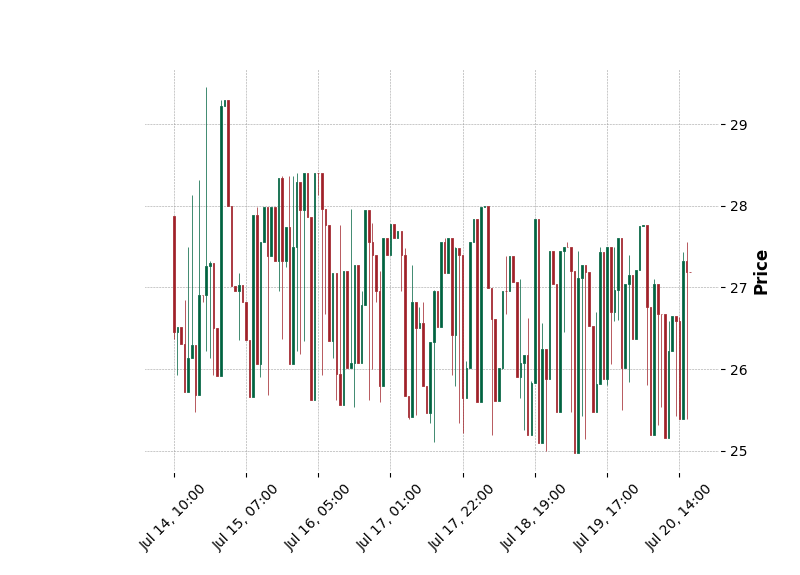 29
28
27
26
25
Price
Jul 14, 10:00
Jul 15, 07:00
Jul 16, 05:00
Jul 17, 01:00
Jul 17, 22:00
Jul 18, 19:00
Jul 19, 17:00
Jul 20, 14:00